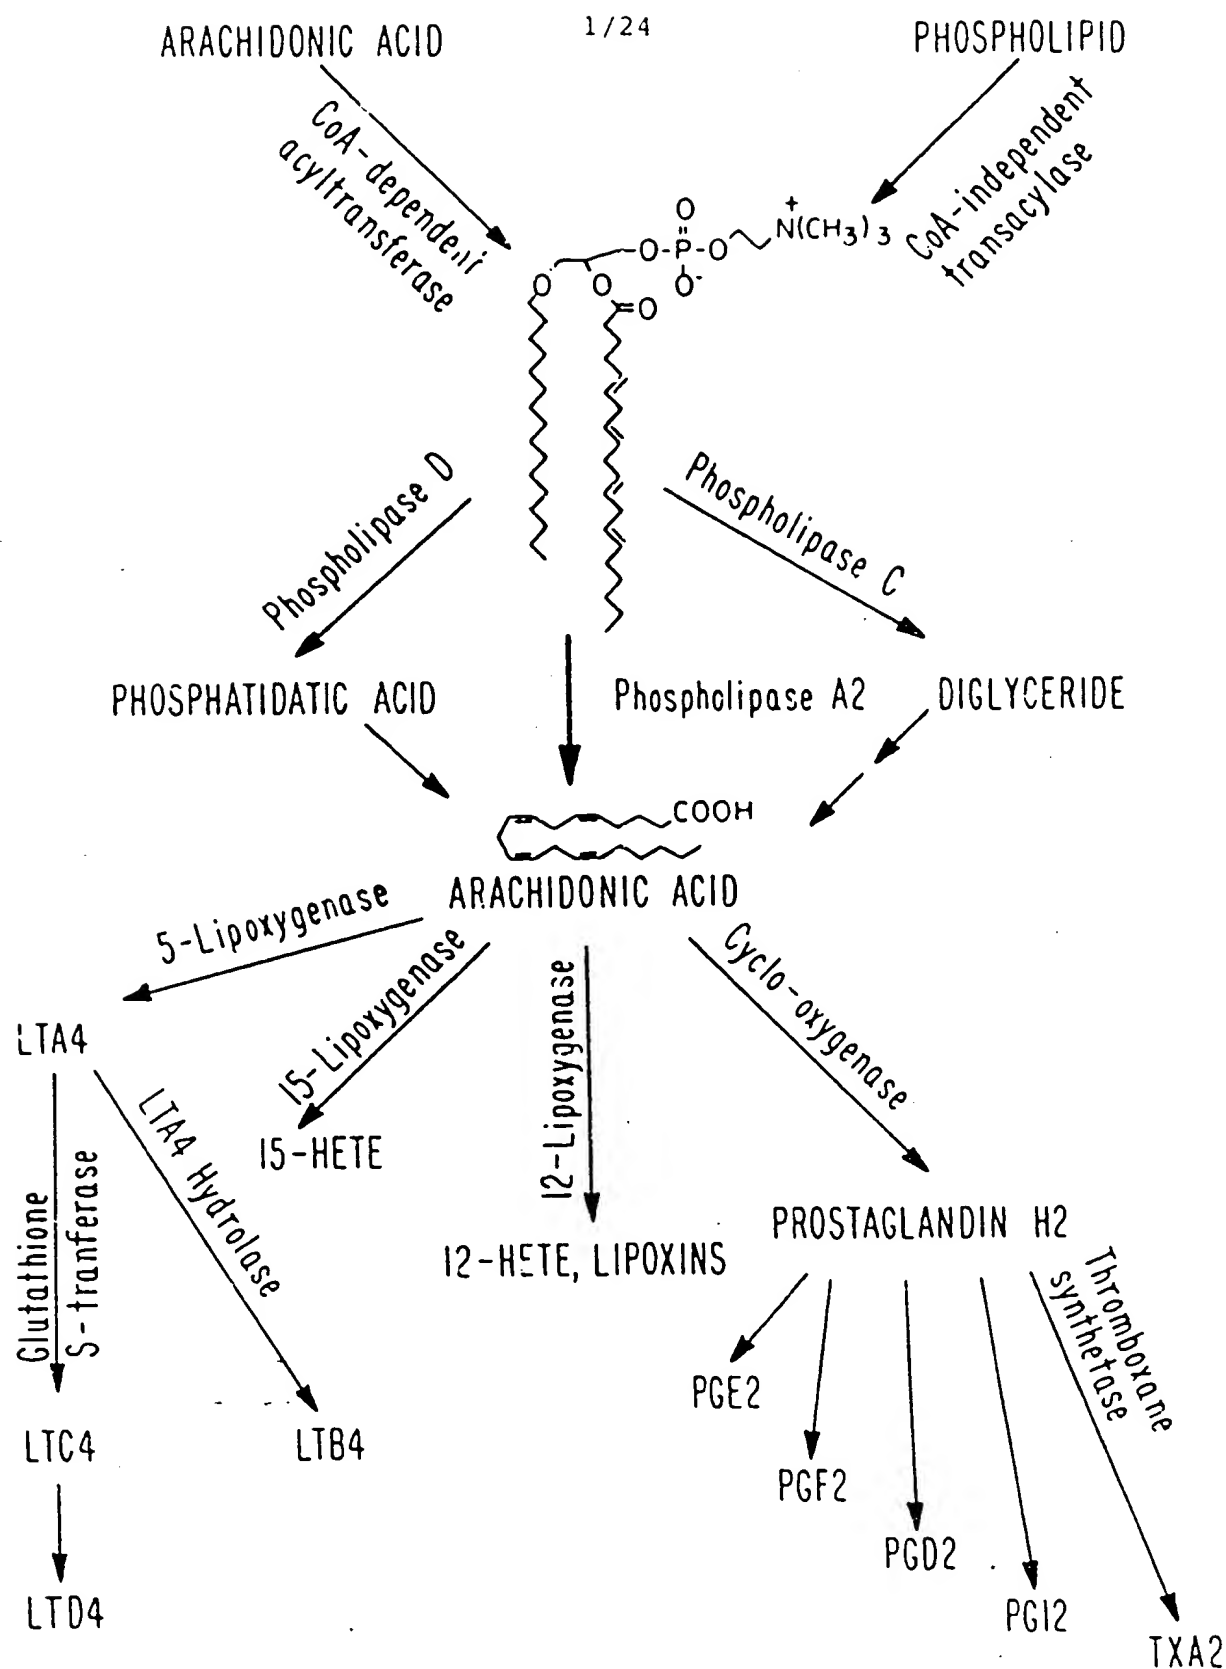 1/24
ARACHIDONIC ACID
PHOSPHOLIPID
CoA-dependent
acyltransferase
CoA-independent
transacylase
O
O-P-O
N(CH3)3
+
O-
O
O
=O
Phospholipase D
Phospholipase C
PHOSPHATIDATIC ACID
Phospholipase A2
DIGLYCERIDE
COOH
ARACHIDONIC ACID
5-Lipoxygenase
15-Lipoxygenase
12-Lipoxygenase
Cyclo-oxygenase
LTA4
LTA4 Hydrolase
Glutathione
S-tranferase
15-HETE
12-HETE, LIPOXINS
PROSTAGLANDIN H2
Thromboxane
synthetase
PGE2
PGF2
PGD2
PGI2
TXA2
LTC4
LTB4
LTD4